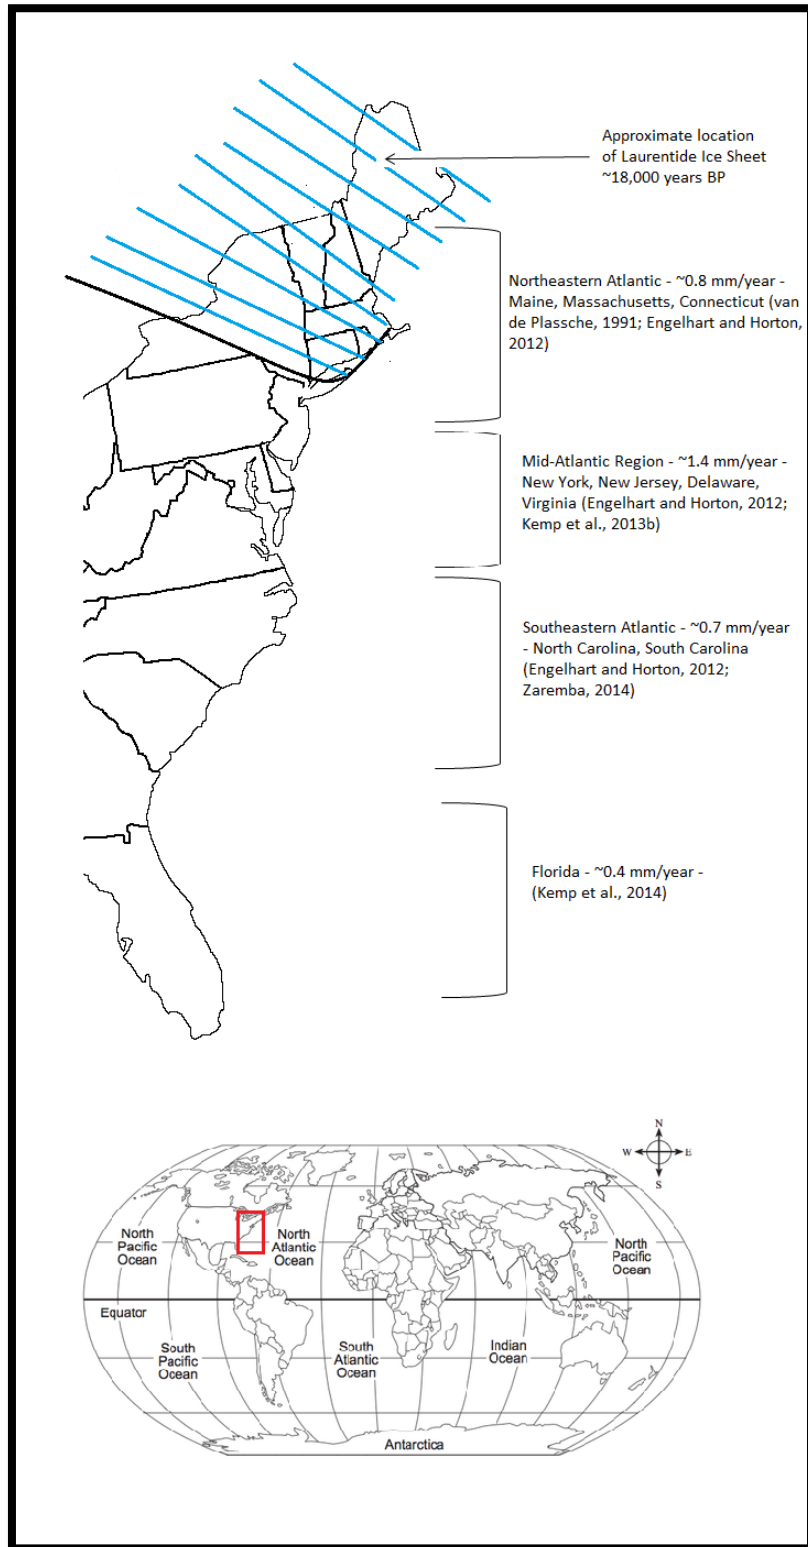 Approximate location
of Laurentide Ice Sheet
~18,000 years BP
Northeastern Atlantic - ~0.8 mm/year -
Maine, Massachusetts, Connecticut (van
de Plassche, 1991; Engelhart and Horton,
2012)
Mid-Atlantic Region - ~1.4 mm/year -
New York, New Jersey, Delaware,
Virginia (Engelhart and Horton, 2012;
Kemp et al., 2013b)
Southeastern Atlantic - ~0.7 mm/year
- North Carolina, South Carolina
(Engelhart and Horton, 2012;
Zaremba, 2014)
Florida - ~0.4 mm/year -
(Kemp et al., 2014)
N
W E
S
North
Pacific
Ocean
North
Atlantic
Ocean
North
Pacific
Ocean
Equator
South
Pacific
Ocean
South
Atlantic
Ocean
Indian
Ocean
Antarctica